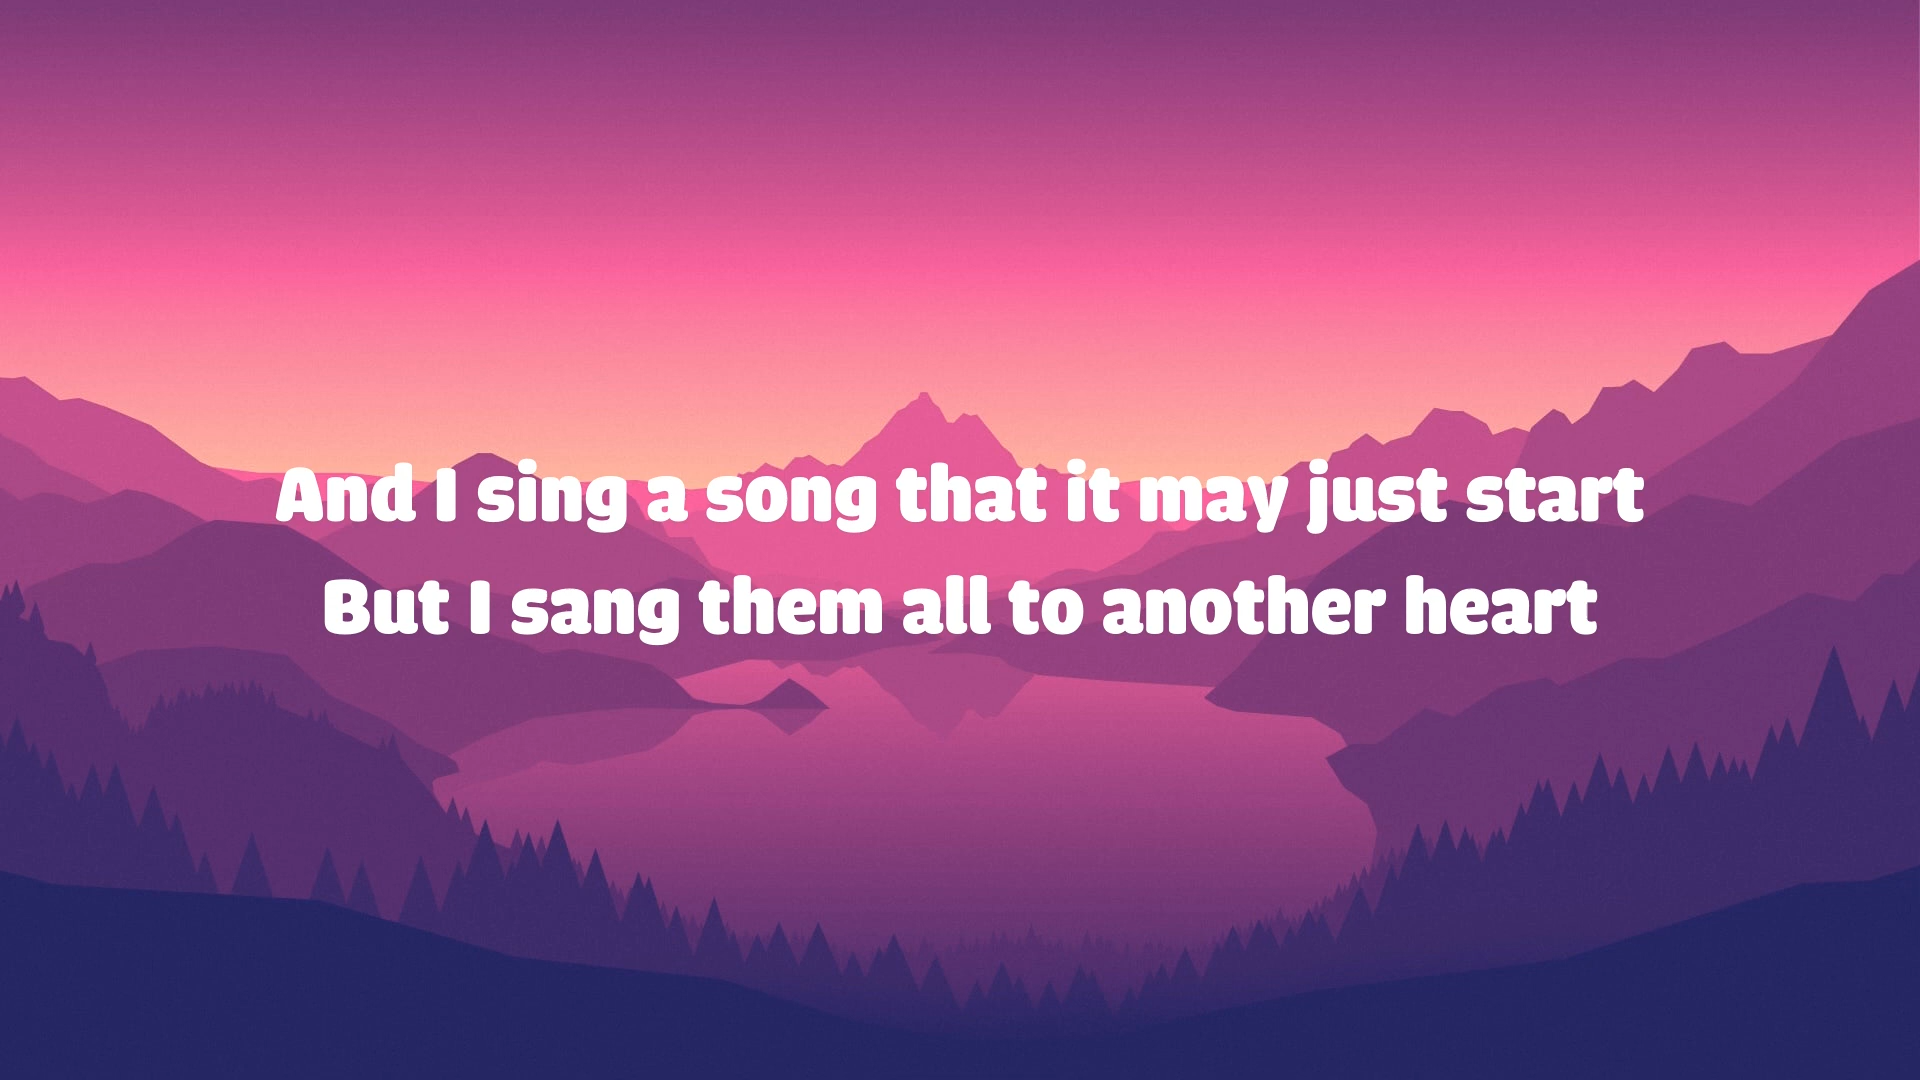 And I sing a song that it may just start
But I sang them all to another heart